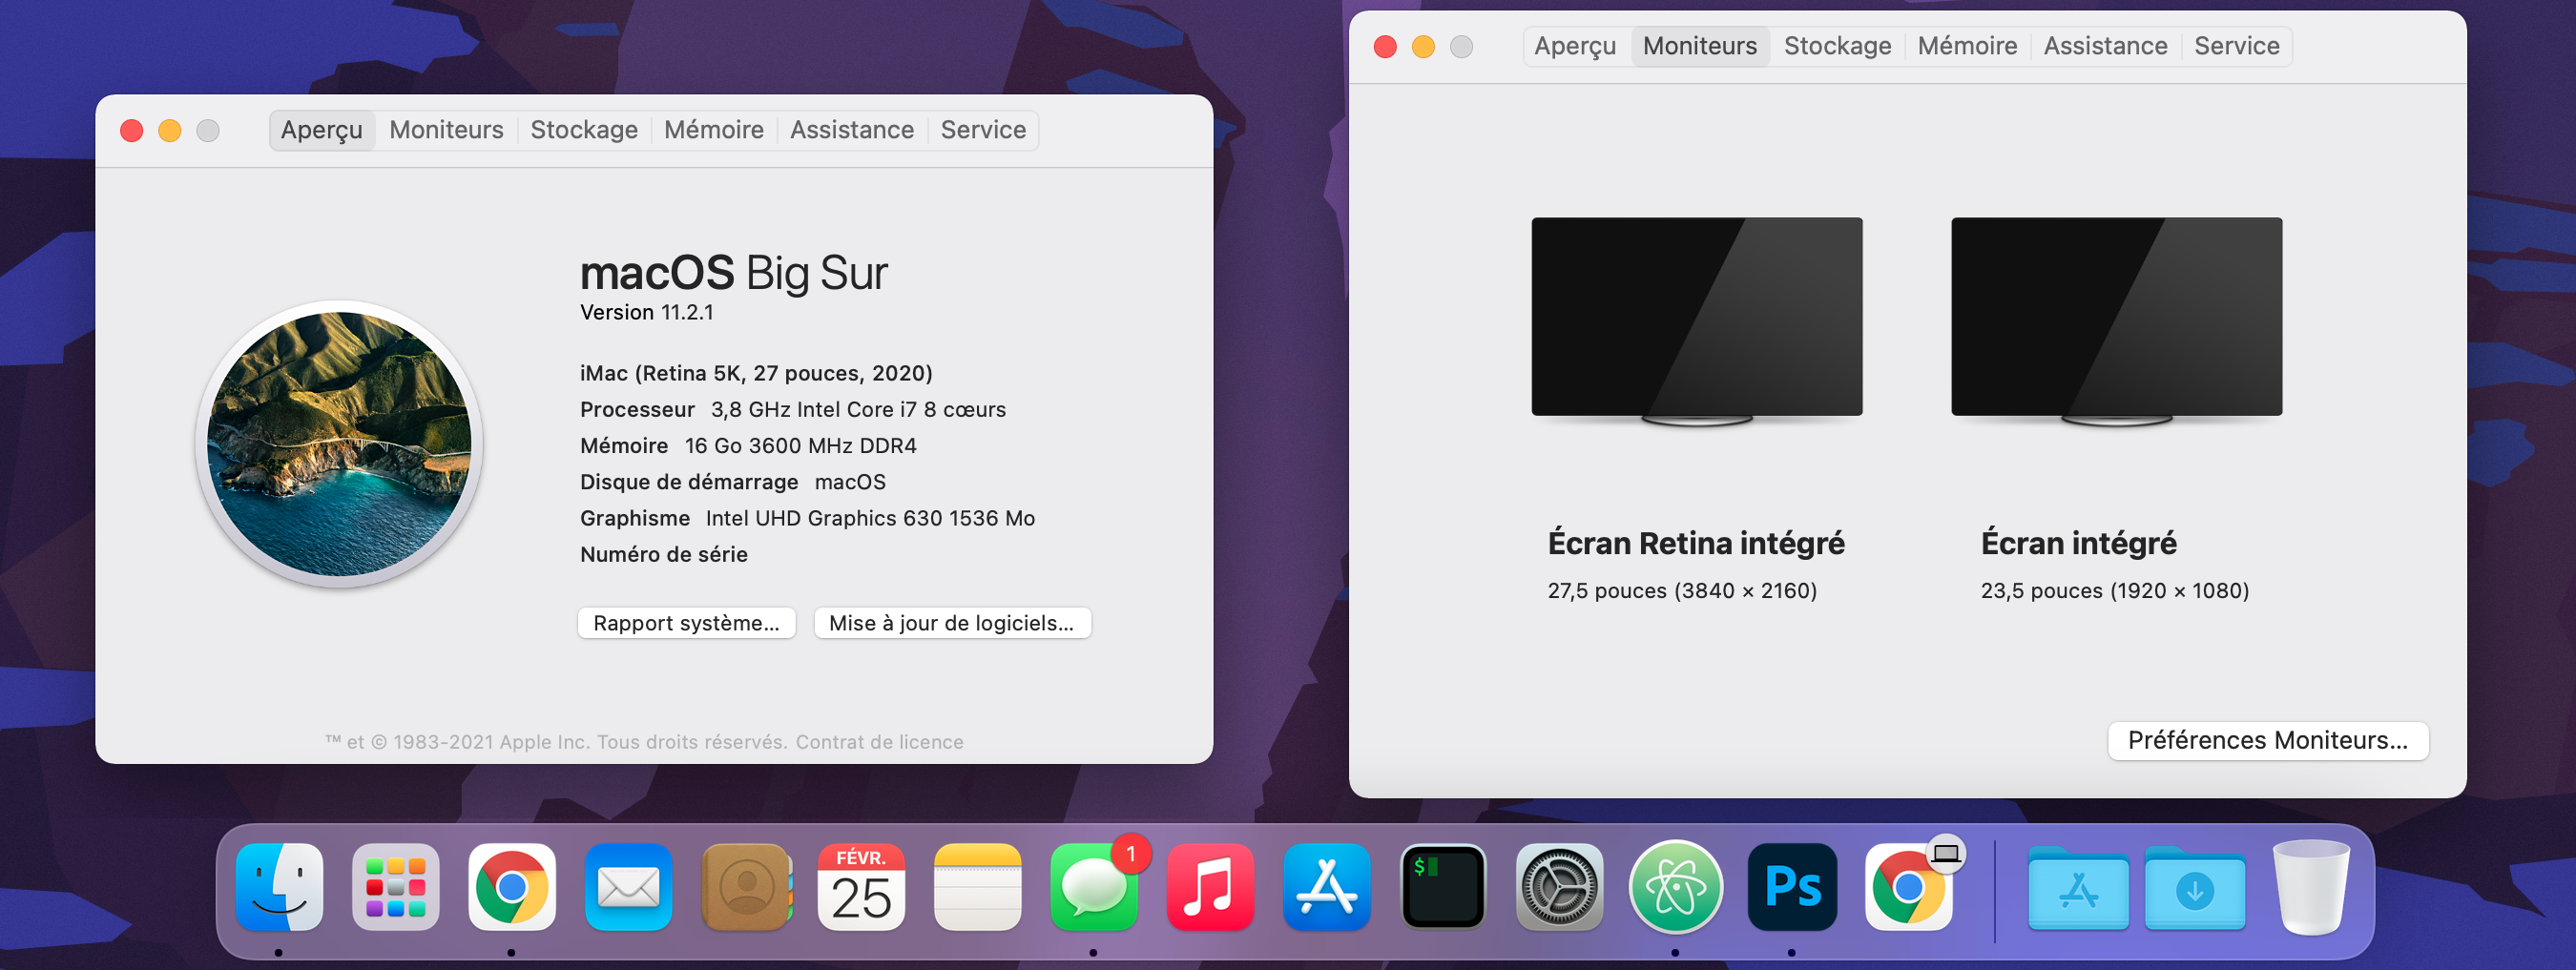 Aperçu Moniteurs Stockage Mémoire Assistance Service
macOS Big Sur
Version 11.2.1
iMac (Retina 5K, 27 pouces, 2020)
Processeur 3,8 GHz Intel Core i7 8 cœurs
Mémoire 16 Go 3600 MHz DDR4
Disque de démarrage macOS
Graphisme Intel UHD Graphics 630 1536 Mo
Numéro de série
Rapport système... Mise à jour de logiciels...
™ et © 1983-2021 Apple Inc. Tous droits réservés. Contrat de licence
Aperçu Moniteurs Stockage Mémoire Assistance Service
Écran Retina intégré
27,5 pouces (3840 × 2160)
Écran intégré
23,5 pouces (1920 × 1080)
Préférences Moniteurs...
FÉVR.
25
1
$
Ps